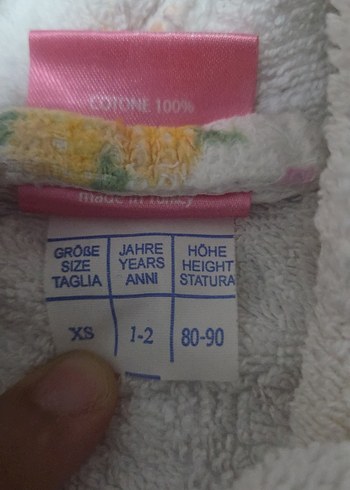 COTONE 100%
made in Turkey
GRÖßE JAHRE HÖHE
SIZE YEARS HEIGHT
TAGLIA ANNI STATURA
XS 1-2 80-90